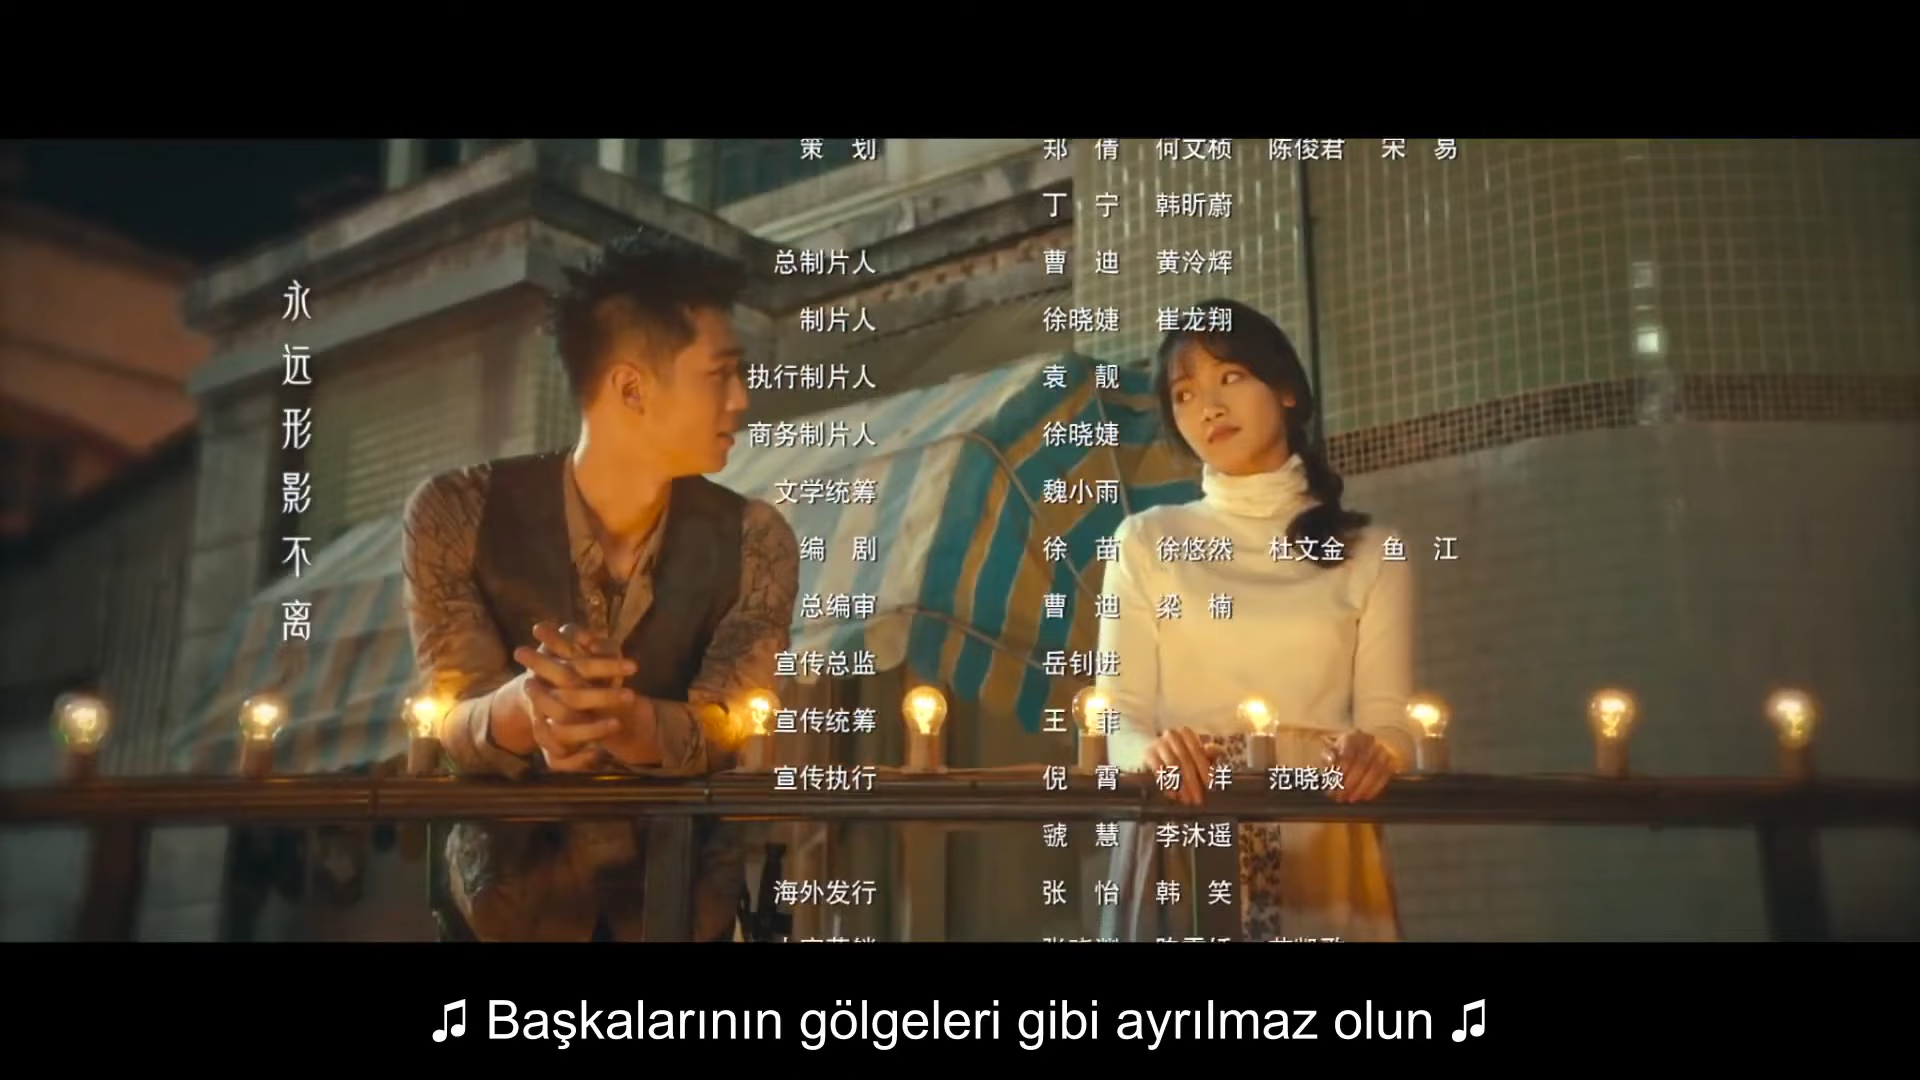 永远形影不离
策 划 郑 倩 何文桢 陈俊君 宋 易
丁 宁 韩昕蔚
总制片人 曹 迪 黄泠辉
制片人 徐晓婕 崔龙翔
执行制片人 袁 靓
商务制片人 徐晓婕
文学统筹 魏小雨
编 剧 徐 苗 徐悠然 杜文金 鱼 江
总编审 曹 迪 梁 楠
宣传总监 岳钊进
宣传统筹 王 菲
宣传执行 倪 霄 杨 洋 范晓焱
虢 慧 李沐遥
海外发行 张 怡 韩 笑
♫ Başkalarının gölgeleri gibi ayrılmaz olun ♫